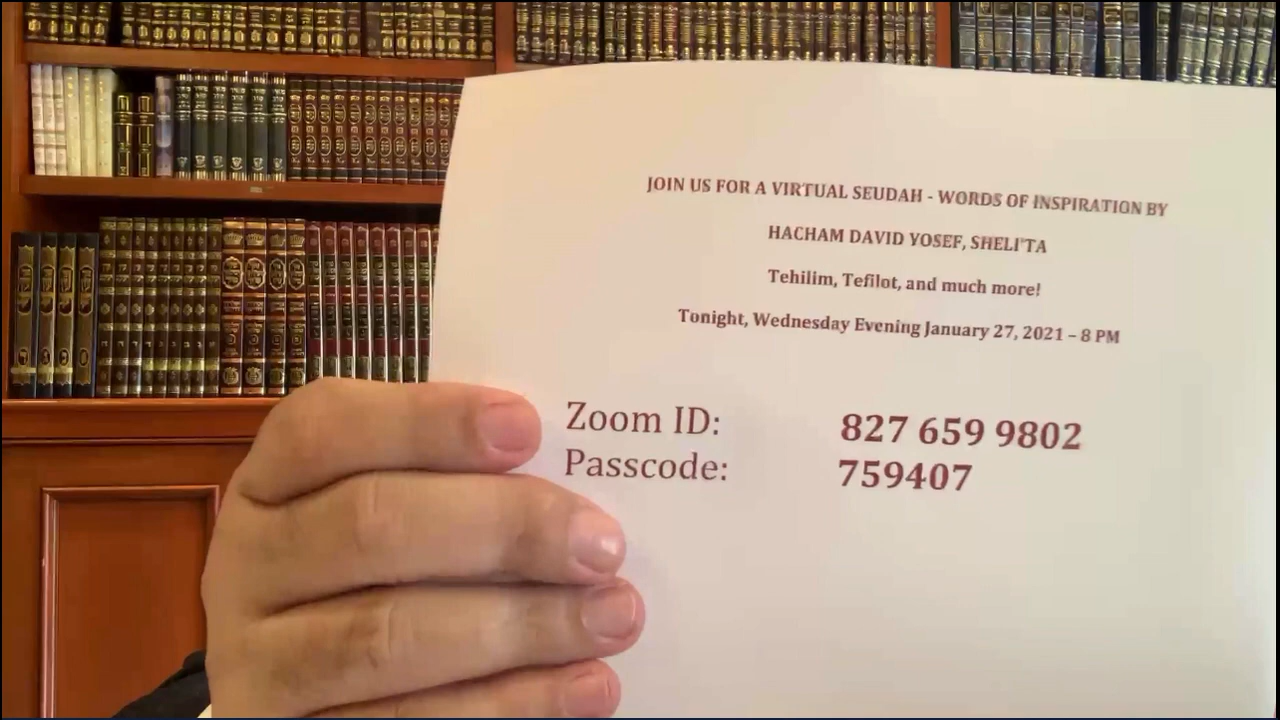 JOIN US FOR A VIRTUAL SEUDAH - WORDS OF INSPIRATION BY
HACHAM DAVID YOSEF, SHELI'TA
Tehilim, Tefilot, and much more!
Tonight, Wednesday Evening January 27, 2021 – 8 PM
Zoom ID: 827 659 9802
Passcode: 759407